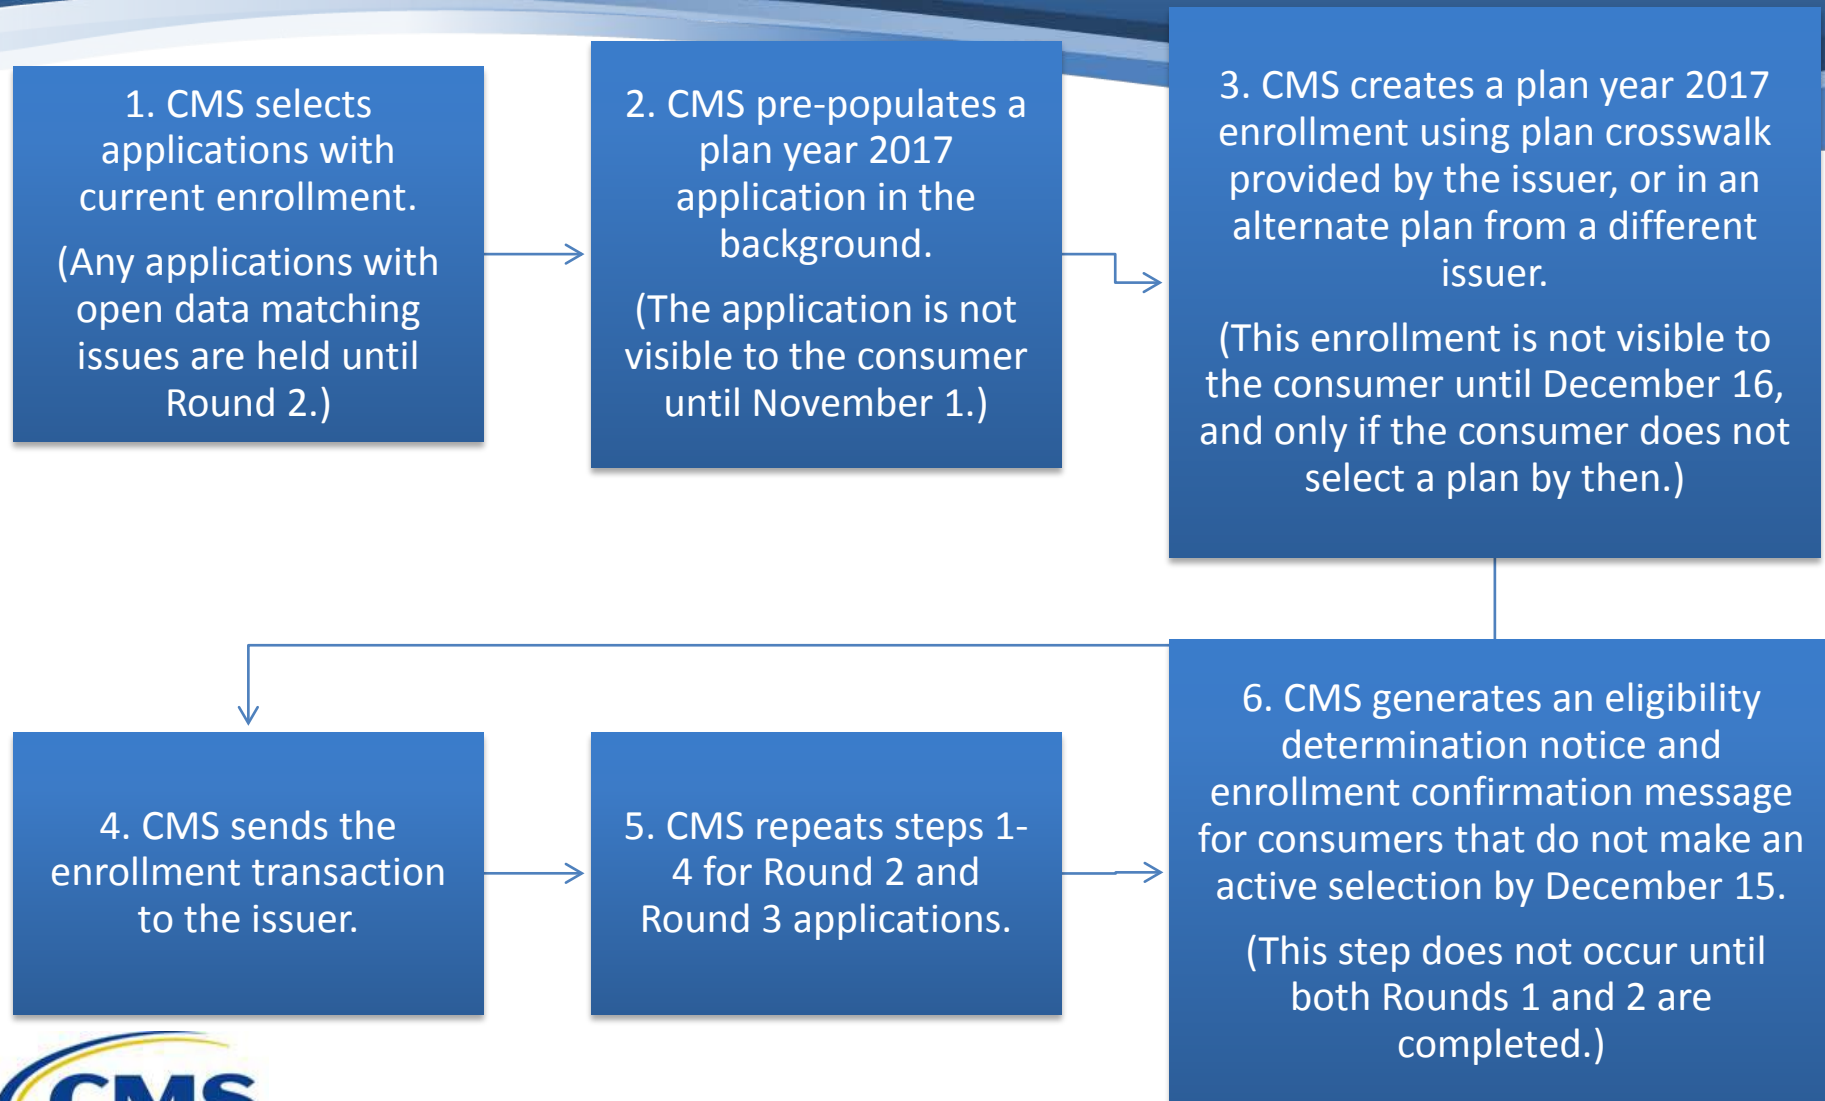 1. CMS selects
applications with
current enrollment.
(Any applications with
open data matching
issues are held until
Round 2.)
2. CMS pre-populates a
plan year 2017
application in the
background.
(The application is not
visible to the consumer
until November 1.)
3. CMS creates a plan year 2017
enrollment using plan crosswalk
provided by the issuer, or in an
alternate plan from a different
issuer.
(This enrollment is not visible to
the consumer until December 16,
and only if the consumer does not
select a plan by then.)
4. CMS sends the
enrollment transaction
to the issuer.
5. CMS repeats steps 1-
4 for Round 2 and
Round 3 applications.
6. CMS generates an eligibility
determination notice and
enrollment confirmation message
for consumers that do not make an
active selection by December 15.
(This step does not occur until
both Rounds 1 and 2 are
completed.)
CMS